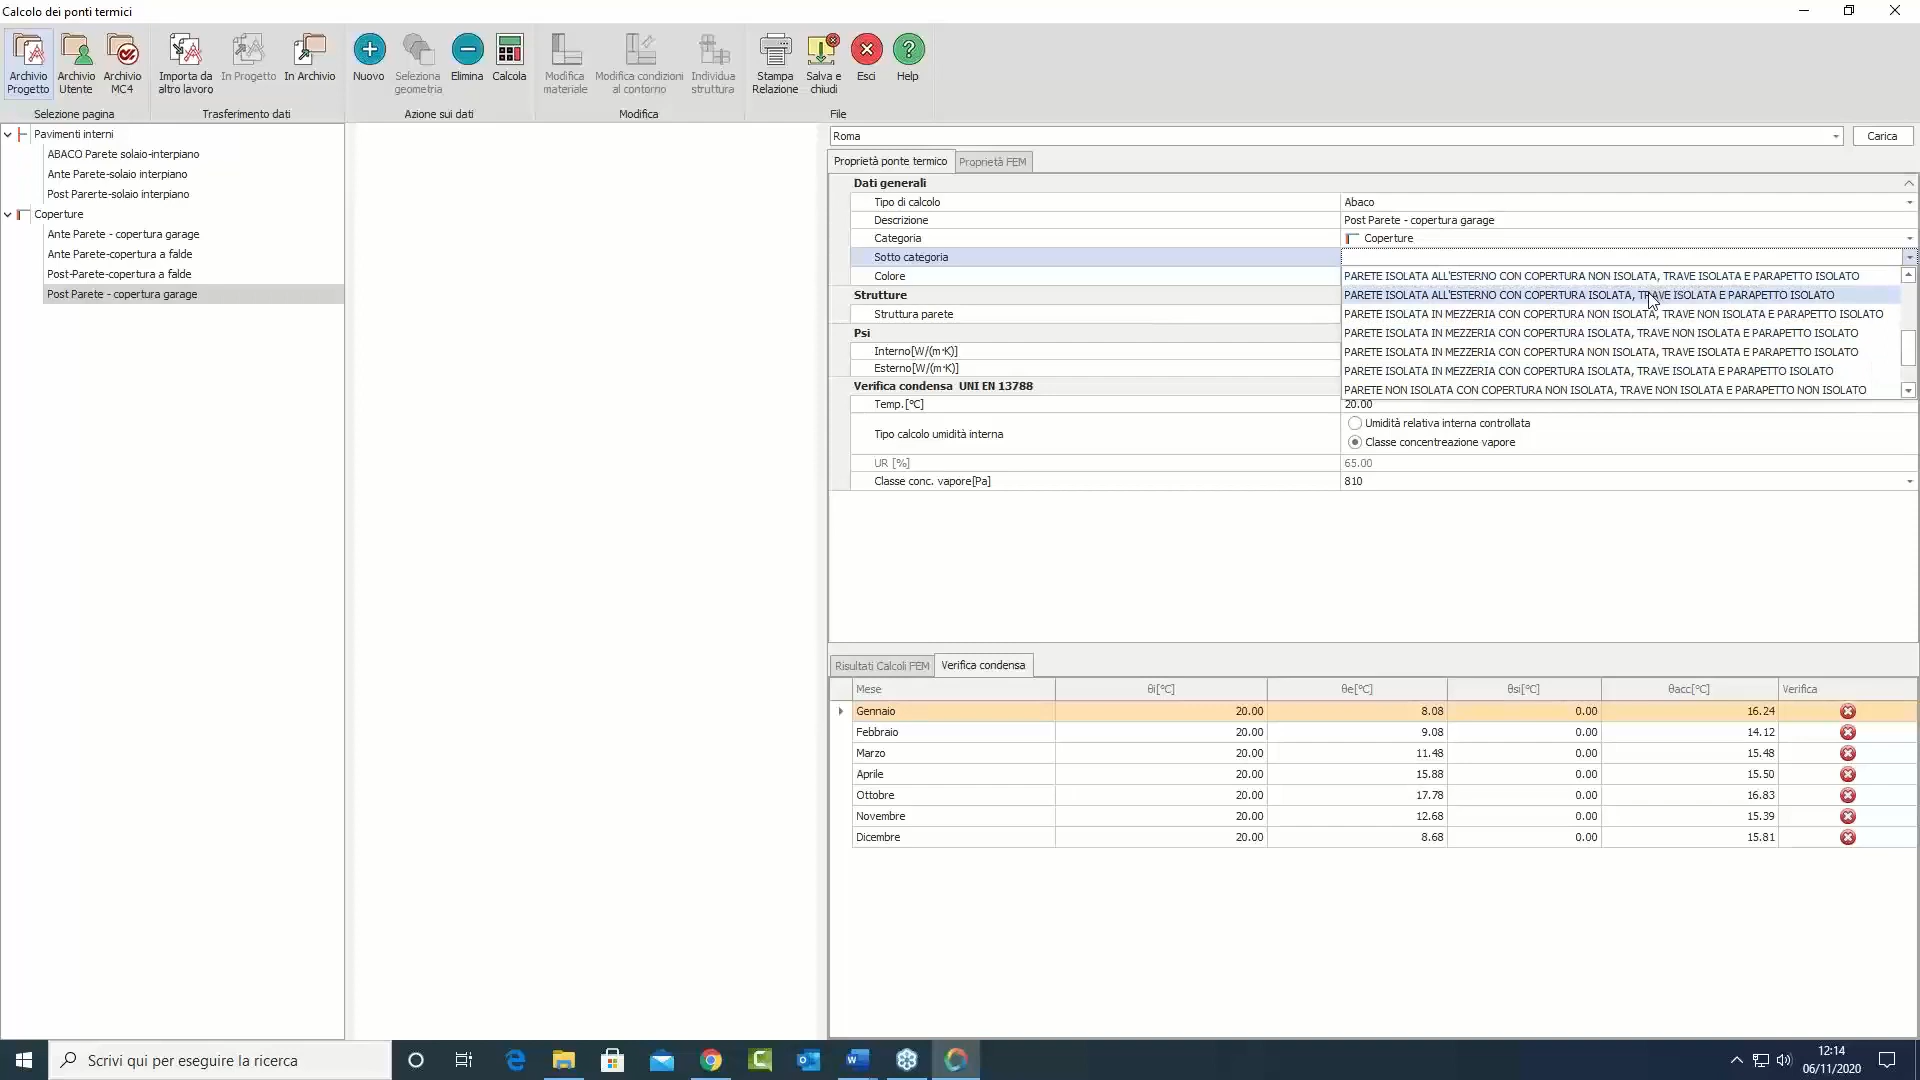 Calcolo dei ponti termici
Archivio Progetto
Archivio Utente
Archivio MC4
Importa da altro lavoro
In Progetto
In Archivio
Nuovo
Seleziona geometria
Elimina
Calcola
Modifica materiale
Modifica condizioni al contorno
Individua struttura
Stampa Relazione
Salva e chiudi
Esci
Help
Selezione pagina
Trasferimento dati
Azione sui dati
Modifica
File
Pavimenti interni
ABACO Parete solaio-interpiano
Ante Parete-solaio interpiano
Post Parerte-solaio interpiano
Coperture
Ante Parete - copertura garage
Ante Parete-copertura a falde
Post-Parete-copertura a falde
Post Parete - copertura garage
Roma
Carica
Proprietà ponte termico
Proprietà FEM
Dati generali
Tipo di calcolo Abaco
Descrizione Post Parete - copertura garage
Categoria Coperture
Sotto categoria
Colore
Strutture
Struttura parete
Psi
Interno[W/(m·K)]
Esterno[W/(m·K)]
Verifica condensa UNI EN 13788
Temp.[°C] 20.00
Tipo calcolo umidità interna
Umidità relativa interna controllata
Classe concentreazione vapore
UR [%] 65.00
Classe conc. vapore[Pa] 810
PARETE ISOLATA ALL'ESTERNO CON COPERTURA NON ISOLATA, TRAVE ISOLATA E PARAPETTO ISOLATO
PARETE ISOLATA ALL'ESTERNO CON COPERTURA ISOLATA, TRAVE ISOLATA E PARAPETTO ISOLATO
PARETE ISOLATA IN MEZZERIA CON COPERTURA NON ISOLATA, TRAVE NON ISOLATA E PARAPETTO ISOLATO
PARETE ISOLATA IN MEZZERIA CON COPERTURA ISOLATA, TRAVE NON ISOLATA E PARAPETTO ISOLATO
PARETE ISOLATA IN MEZZERIA CON COPERTURA NON ISOLATA, TRAVE ISOLATA E PARAPETTO ISOLATO
PARETE ISOLATA IN MEZZERIA CON COPERTURA ISOLATA, TRAVE ISOLATA E PARAPETTO ISOLATO
PARETE NON ISOLATA CON COPERTURA NON ISOLATA, TRAVE NON ISOLATA E PARAPETTO NON ISOLATO
Risultati Calcoli FEM
Verifica condensa
Mese θi[°C] θe[°C] θsi[°C] θacc[°C] Verifica
Gennaio 20.00 8.08 0.00 16.24
Febbraio 20.00 9.08 0.00 14.12
Marzo 20.00 11.48 0.00 15.48
Aprile 20.00 15.88 0.00 15.50
Ottobre 20.00 17.78 0.00 16.83
Novembre 20.00 12.68 0.00 15.39
Dicembre 20.00 8.68 0.00 15.81
Scrivi qui per eseguire la ricerca
12:14
06/11/2020